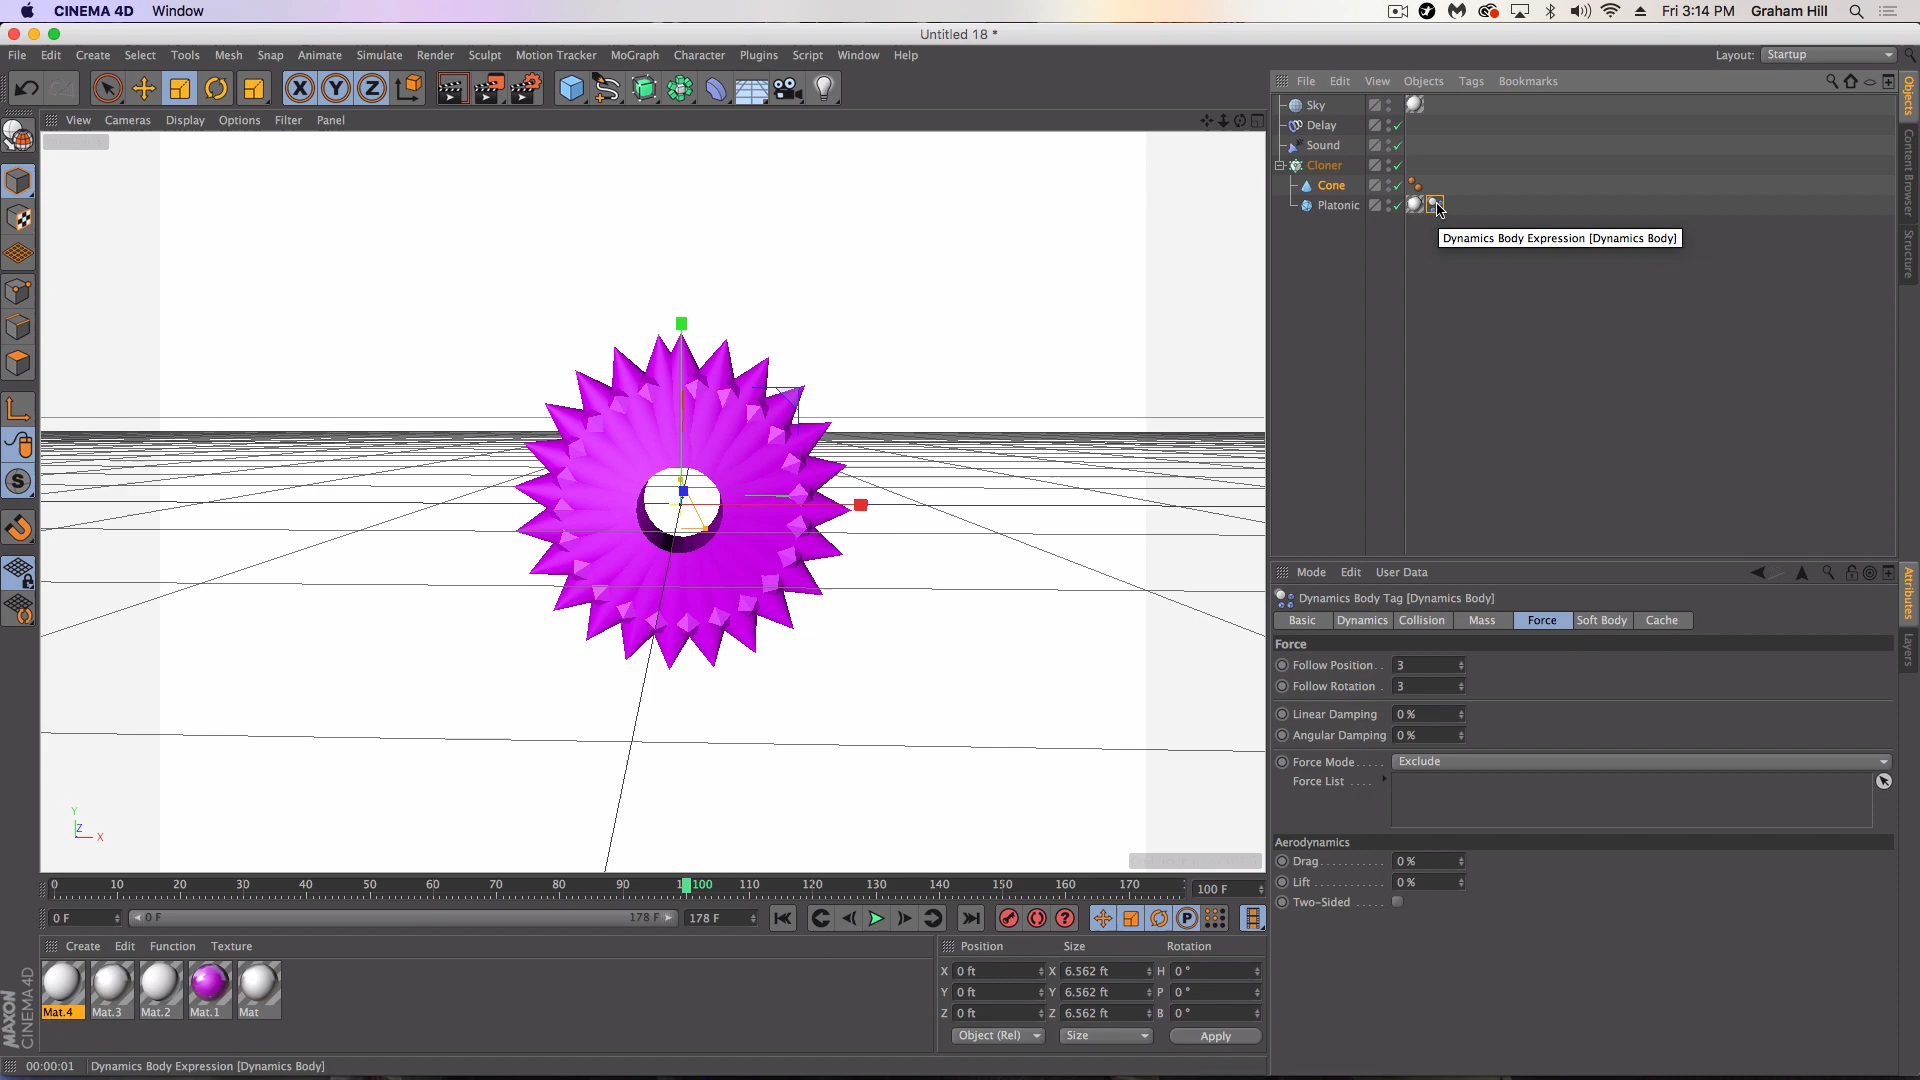 CINEMA 4D Window Fri 3:14 PM Graham Hill
Untitled 18 *
File Edit Create Select Tools Mesh Snap Animate Simulate Render Sculpt Motion Tracker MoGraph Character Plugins Script Window Help Layout: Startup
X Y Z
File Edit View Objects Tags Bookmarks
View Cameras Display Options Filter Panel
Sky
Delay
Sound
Cloner
Cone
Platonic
Dynamics Body Expression [Dynamics Body]
Objects
Content Browser
Structure
Mode Edit User Data
Dynamics Body Tag [Dynamics Body]
Basic Dynamics Collision Mass Force Soft Body Cache
Force
Follow Position . . 3
Follow Rotation . 3
Linear Damping 0 %
Angular Damping 0 %
Force Mode . . . . . Exclude
Force List . . . .
Aerodynamics
Drag . . . . . . . . . . . 0 %
Lift . . . . . . . . . . . . 0 %
Two-Sided . . . . .
Attributes
Layers
S
Y
Z
X
0 10 20 30 40 50 60 70 80 90 100 110 120 130 140 150 160 170 100 F
0 F 0 F 178 F 178 F
P
Create Edit Function Texture
Mat.4 Mat.3 Mat.2 Mat.1 Mat
Position Size Rotation
X 0 ft X 6.562 ft H 0 °
Y 0 ft Y 6.562 ft P 0 °
Z 0 ft Z 6.562 ft B 0 °
Object (Rel) Size Apply
MAXON
CINEMA 4D
00:00:01 Dynamics Body Expression [Dynamics Body]